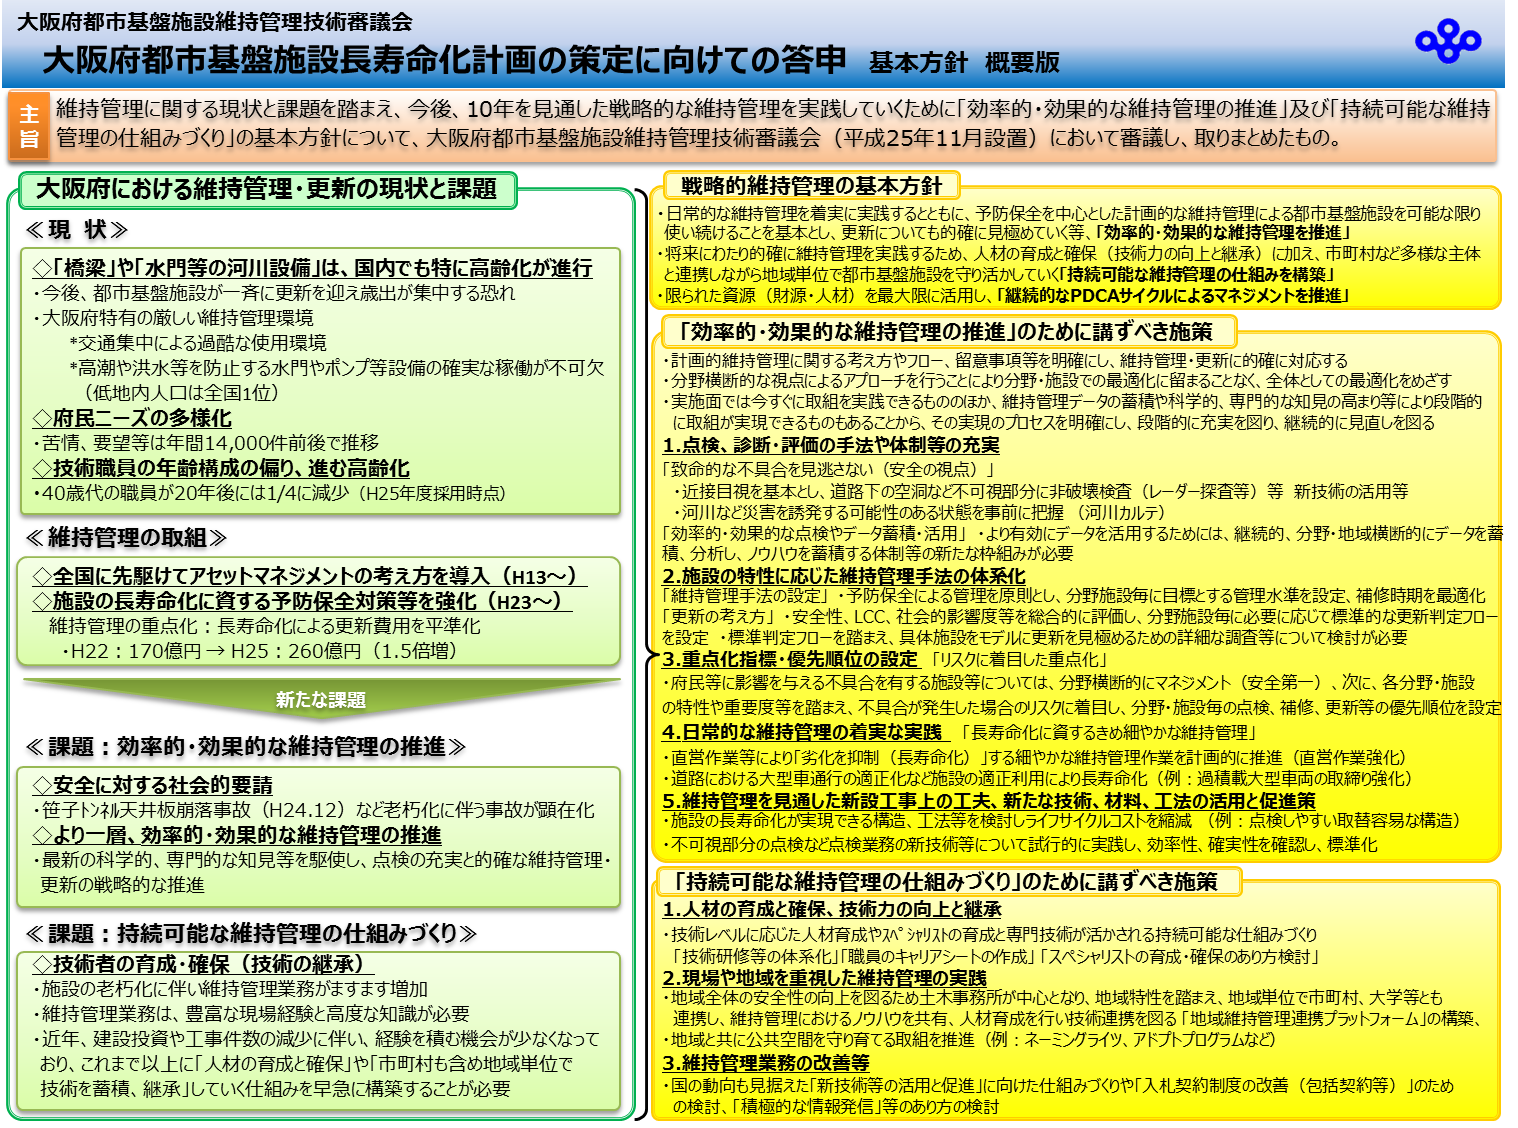 大阪府都市基盤施設維持管理技術審議会
大阪府都市基盤施設長寿命化計画の策定に向けての答申 基本方針 概要版
主旨
維持管理に関する現状と課題を踏まえ、今後、10年を見通した戦略的な維持管理を実践していくために「効率的・効果的な維持管理の推進」及び「持続可能な維持
管理の仕組みづくり」の基本方針について、大阪府都市基盤施設維持管理技術審議会（平成25年11月設置）において審議し、取りまとめたもの。
大阪府における維持管理・更新の現状と課題
≪現 状≫
◇「橋梁」や「水門等の河川設備」は、国内でも特に高齢化が進行
・今後、都市基盤施設が一斉に更新を迎え歳出が集中する恐れ
・大阪府特有の厳しい維持管理環境
*交通集中による過酷な使用環境
*高潮や洪水等を防止する水門やポンプ等設備の確実な稼働が不可欠
（低地内人口は全国1位）
◇府民ニーズの多様化
・苦情、要望等は年間14,000件前後で推移
◇技術職員の年齢構成の偏り、進む高齢化
・40歳代の職員が20年後には1/4に減少（H25年度採用時点）
≪維持管理の取組≫
◇全国に先駆けてアセットマネジメントの考え方を導入（H13～）
◇施設の長寿命化に資する予防保全対策等を強化（H23～）
維持管理の重点化：長寿命化による更新費用を平準化
・H22：170億円 → H25：260億円（1.5倍増）
新たな課題
≪課題：効率的・効果的な維持管理の推進≫
◇安全に対する社会的要請
・笹子ﾄﾝﾈﾙ天井板崩落事故（H24.12）など老朽化に伴う事故が顕在化
◇より一層、効率的・効果的な維持管理の推進
・最新の科学的、専門的な知見等を駆使し、点検の充実と的確な維持管理・
更新の戦略的な推進
≪課題：持続可能な維持管理の仕組みづくり≫
◇技術者の育成・確保（技術の継承）
・施設の老朽化に伴い維持管理業務がますます増加
・維持管理業務は、豊富な現場経験と高度な知識が必要
・近年、建設投資や工事件数の減少に伴い、経験を積む機会が少なくなって
おり、これまで以上に「人材の育成と確保」や「市町村も含め地域単位で
技術を蓄積、継承」していく仕組みを早急に構築することが必要
戦略的維持管理の基本方針
・日常的な維持管理を着実に実践するとともに、予防保全を中心とした計画的な維持管理による都市基盤施設を可能な限り
使い続けることを基本とし、更新についても的確に見極めていく等、「効率的・効果的な維持管理を推進」
・将来にわたり的確に維持管理を実践するため、人材の育成と確保（技術力の向上と継承）に加え、市町村など多様な主体
と連携しながら地域単位で都市基盤施設を守り活かしていく「持続可能な維持管理の仕組みを構築」
・限られた資源（財源・人材）を最大限に活用し、「継続的なPDCAサイクルによるマネジメントを推進」
「効率的・効果的な維持管理の推進」のために講ずべき施策
・計画的維持管理に関する考え方やフロー、留意事項等を明確にし、維持管理・更新に的確に対応する
・分野横断的な視点によるアプローチを行うことにより分野・施設での最適化に留まることなく、全体としての最適化をめざす
・実施面では今すぐに取組を実践できるもののほか、維持管理データの蓄積や科学的、専門的な知見の高まり等により段階的
に取組が実現できるものもあることから、その実現のプロセスを明確にし、段階的に充実を図り、継続的に見直しを図る
1.点検、診断・評価の手法や体制等の充実
「致命的な不具合を見逃さない（安全の視点）」
・近接目視を基本とし、道路下の空洞など不可視部分に非破壊検査（レーダー探査等）等 新技術の活用等
・河川など災害を誘発する可能性のある状態を事前に把握 （河川カルテ）
「効率的・効果的な点検やデータ蓄積・活用」 ・より有効にデータを活用するためには、継続的、分野・地域横断的にデータを蓄
積、分析し、ノウハウを蓄積する体制等の新たな枠組みが必要
2.施設の特性に応じた維持管理手法の体系化
「維持管理手法の設定」 ・予防保全による管理を原則とし、分野施設毎に目標とする管理水準を設定、補修時期を最適化
「更新の考え方」 ・安全性、LCC、社会的影響度等を総合的に評価し、分野施設毎に必要に応じて標準的な更新判定フロー
を設定 ・標準判定フローを踏まえ、具体施設をモデルに更新を見極めるための詳細な調査等について検討が必要
3.重点化指標・優先順位の設定 「リスクに着目した重点化」
・府民等に影響を与える不具合を有する施設等については、分野横断的にマネジメント（安全第一）、次に、各分野・施設
の特性や重要度等を踏まえ、不具合が発生した場合のリスクに着目し、分野・施設毎の点検、補修、更新等の優先順位を設定
4.日常的な維持管理の着実な実践 「長寿命化に資するきめ細やかな維持管理」
・直営作業等により「劣化を抑制（長寿命化）」する細やかな維持管理作業を計画的に推進（直営作業強化）
・道路における大型車通行の適正化など施設の適正利用により長寿命化（例：過積載大型車両の取締り強化）
5.維持管理を見通した新設工事上の工夫、新たな技術、材料、工法の活用と促進策
・施設の長寿命化が実現できる構造、工法等を検討しライフサイクルコストを縮減 （例：点検しやすい取替容易な構造）
・不可視部分の点検など点検業務の新技術等について試行的に実践し、効率性、確実性を確認し、標準化
「持続可能な維持管理の仕組みづくり」のために講ずべき施策
1.人材の育成と確保、技術力の向上と継承
・技術レベルに応じた人材育成やｽﾍﾟｼｬﾘｽﾄの育成と専門技術が活かされる持続可能な仕組みづくり
「技術研修等の体系化」「職員のキャリアシートの作成」「スペシャリストの育成・確保のあり方検討」
2.現場や地域を重視した維持管理の実践
・地域全体の安全性の向上を図るため土木事務所が中心となり、地域特性を踏まえ、地域単位で市町村、大学等とも
連携し、維持管理におけるノウハウを共有、人材育成を行い技術連携を図る「地域維持管理連携プラットフォーム」の構築、
・地域と共に公共空間を守り育てる取組を推進（例：ネーミングライツ、アドプトプログラムなど）
3.維持管理業務の改善等
・国の動向も見据えた「新技術等の活用と促進」に向けた仕組みづくりや「入札契約制度の改善（包括契約等）」のため
の検討、「積極的な情報発信」等のあり方の検討